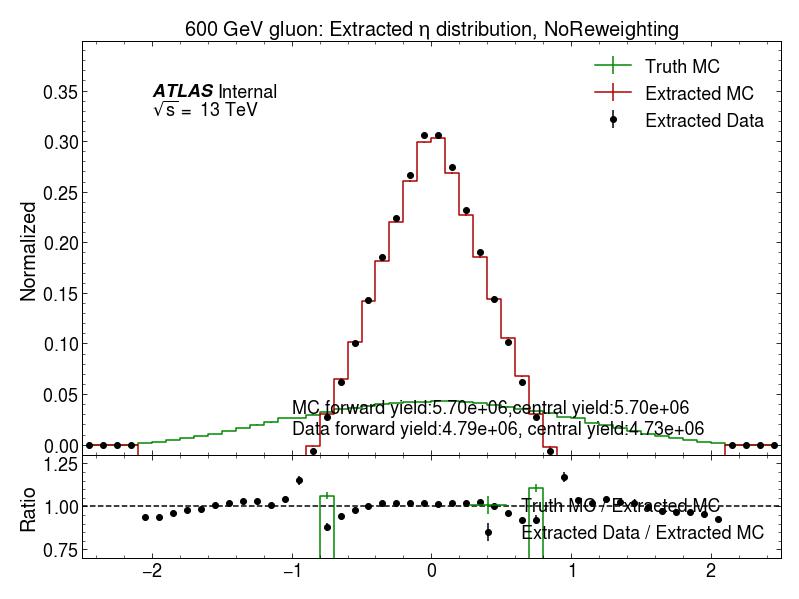 600 GeV gluon: Extracted η distribution, NoReweighting
ATLAS Internal
√s = 13 TeV
Truth MC
Extracted MC
Extracted Data
Normalized
0.35
0.30
0.25
0.20
0.15
0.10
0.05
0.00
MC forward yield:5.70e+06,central yield:5.70e+06
Data forward yield:4.79e+06, central yield:4.73e+06
Ratio
1.25
1.00
0.75
Truth MC / Extracted MC
Extracted Data / Extracted MC
−2 −1 0 1 2